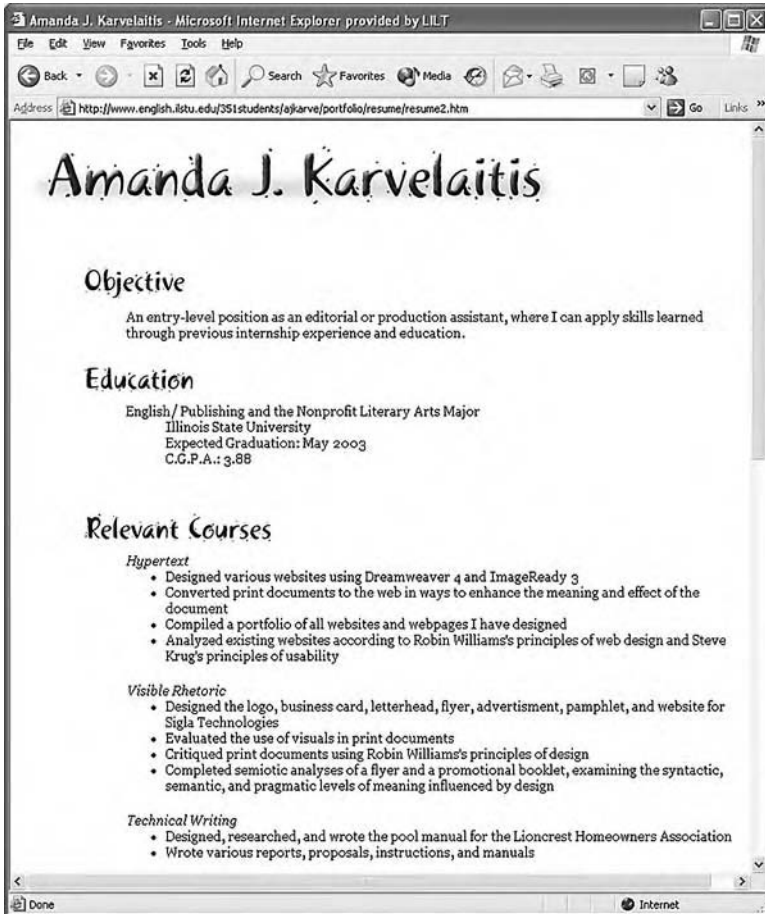 Amanda J. Karvelaitis - Microsoft Internet Explorer provided by LILT
File Edit View Favorites Tools Help
Back Search Favorites Media
Address http://www.english.ilstu.edu/351students/ajkarve/portfolio/resume/resume2.htm Go Links »
Amanda J. Karvelaitis
Objective
An entry-level position as an editorial or production assistant, where I can apply skills learned
through previous internship experience and education.
Education
English/ Publishing and the Nonprofit Literary Arts Major
Illinois State University
Expected Graduation: May 2003
C.G.P.A.: 3.88
Relevant Courses
Hypertext
• Designed various websites using Dreamweaver 4 and ImageReady 3
• Converted print documents to the web in ways to enhance the meaning and effect of the
document
• Compiled a portfolio of all websites and webpages I have designed
• Analyzed existing websites according to Robin Williams's principles of web design and Steve
Krug's principles of usability
Visible Rhetoric
• Designed the logo, business card, letterhead, flyer, advertisment, pamphlet, and website for
Sigla Technologies
• Evaluated the use of visuals in print documents
• Critiqued print documents using Robin Williams's principles of design
• Completed semiotic analyses of a flyer and a promotional booklet, examining the syntactic,
semantic, and pragmatic levels of meaning influenced by design
Technical Writing
• Designed, researched, and wrote the pool manual for the Lioncrest Homeowners Association
• Wrote various reports, proposals, instructions, and manuals
Done Internet